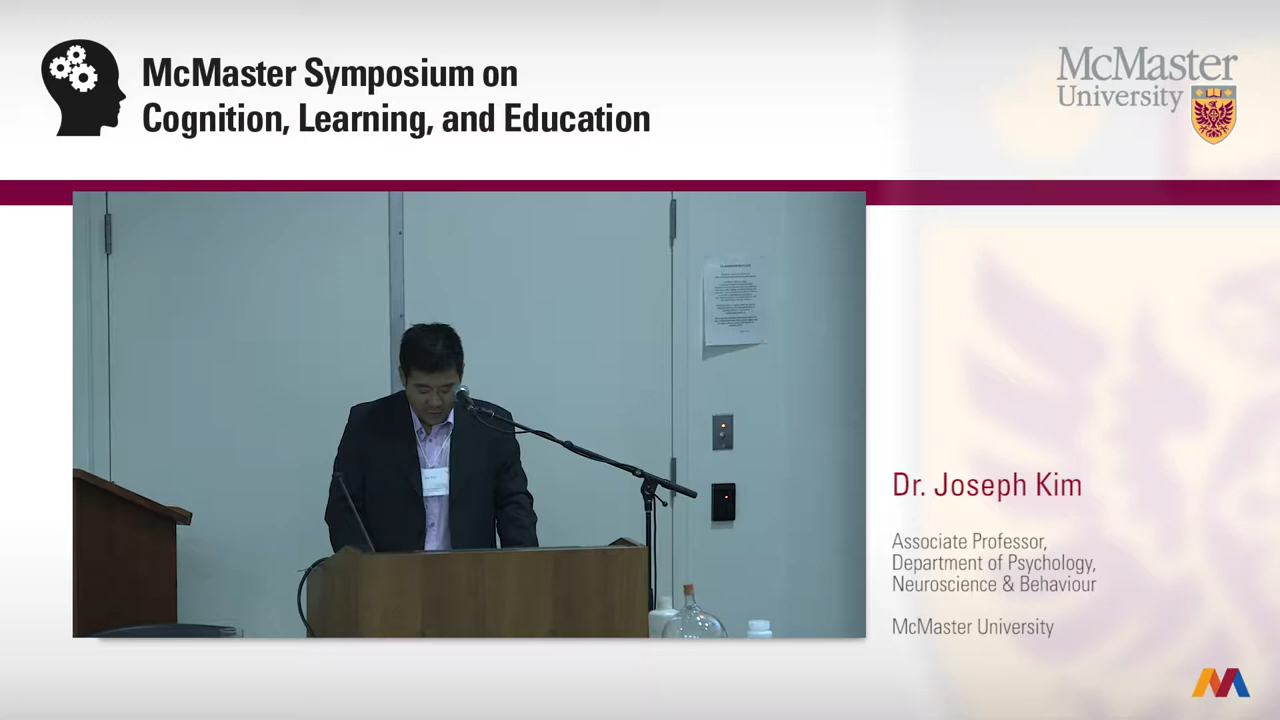 McMaster Symposium on
Cognition, Learning, and Education
McMaster
University
Dr. Joseph Kim
Associate Professor,
Department of Psychology,
Neuroscience & Behaviour
McMaster University